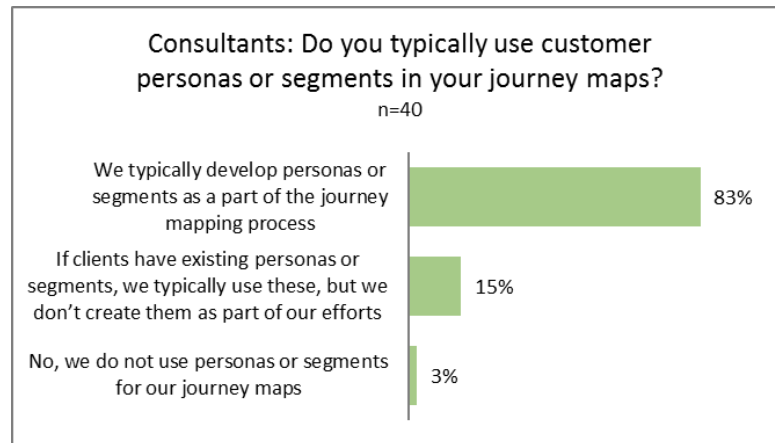 Consultants: Do you typically use customer
personas or segments in your journey maps?
n=40
We typically develop personas or
segments as a part of the journey
mapping process
83%
If clients have existing personas or
segments, we typically use these, but we
don’t create them as part of our efforts
15%
No, we do not use personas or segments
for our journey maps
3%